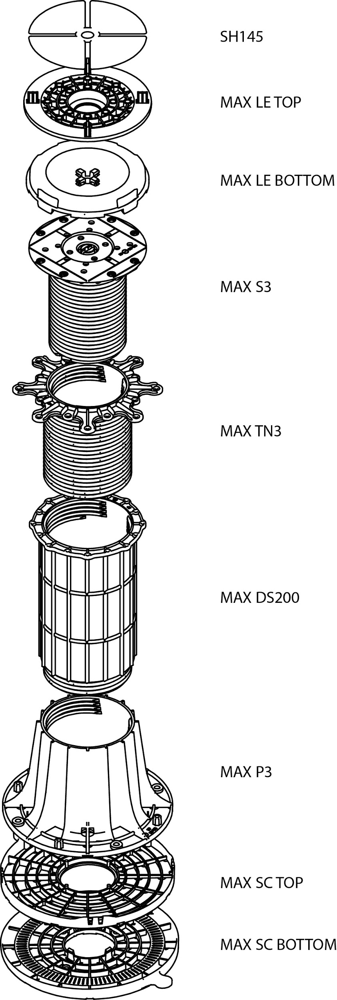 SH145
MAX LE TOP
MAX LE BOTTOM
MAX S3
MAX TN3
MAX DS200
MAX P3
MAX SC TOP
MAX SC BOTTOM